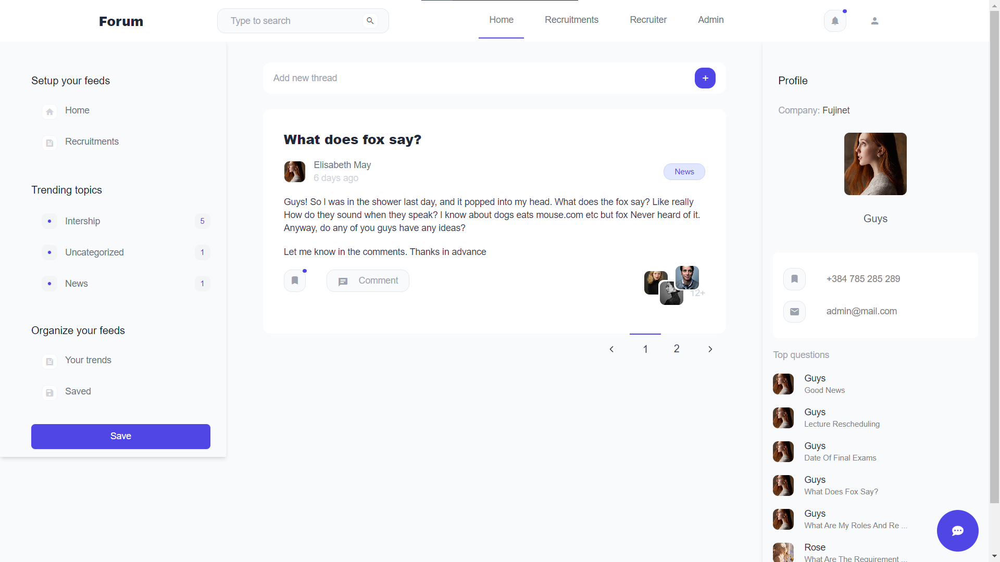 Forum
Type to search
Home
Recruitments
Recruiter
Admin
Setup your feeds
Home
Recruitments
Trending topics
Intership
5
Uncategorized
1
News
1
Organize your feeds
Your trends
Saved
Save
Add new thread
+
What does fox say?
Elisabeth May
6 days ago
News
Guys! So I was in the shower last day, and it popped into my head. What does the fox say? Like really
How do they sound when they speak? I know about dogs eats mouse.com etc but fox Never heard of it.
Anyway, do any of you guys have any ideas?
Let me know in the comments. Thanks in advance
Comment
12+
1
2
Profile
Company: Fujinet
Guys
+384 785 285 289
admin@mail.com
Top questions
Guys
Good News
Guys
Lecture Rescheduling
Guys
Date Of Final Exams
Guys
What Does Fox Say?
Guys
What Are My Roles And Re ...
Rose
What Are The Requirement ...